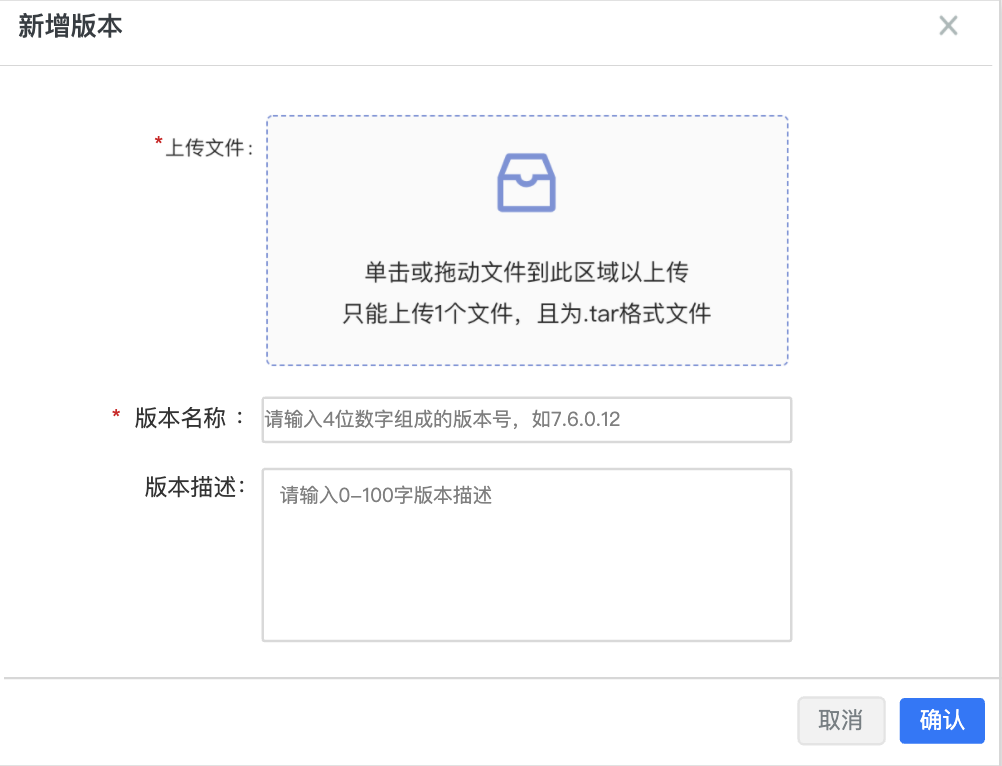 新增版本
*上传文件:
单击或拖动文件到此区域以上传
只能上传1个文件，且为.tar格式文件
* 版本名称：
请输入4位数字组成的版本号，如7.6.0.12
版本描述:
请输入0-100字版本描述
取消
确认